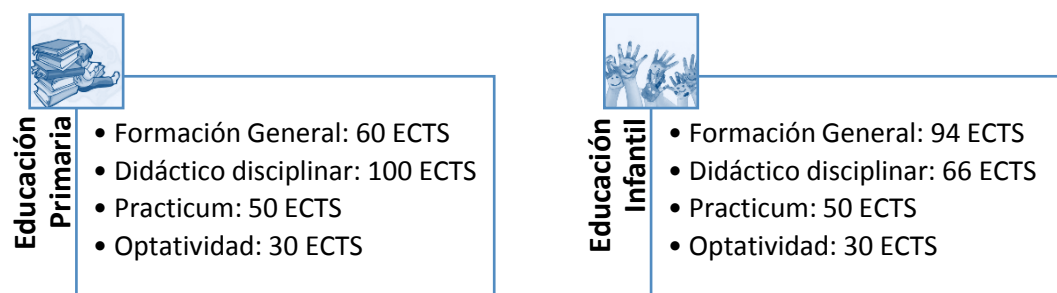 Educación
Primaria
• Formación General: 60 ECTS
• Didáctico disciplinar: 100 ECTS
• Practicum: 50 ECTS
• Optatividad: 30 ECTS
Educación
Infantil
• Formación General: 94 ECTS
• Didáctico disciplinar: 66 ECTS
• Practicum: 50 ECTS
• Optatividad: 30 ECTS